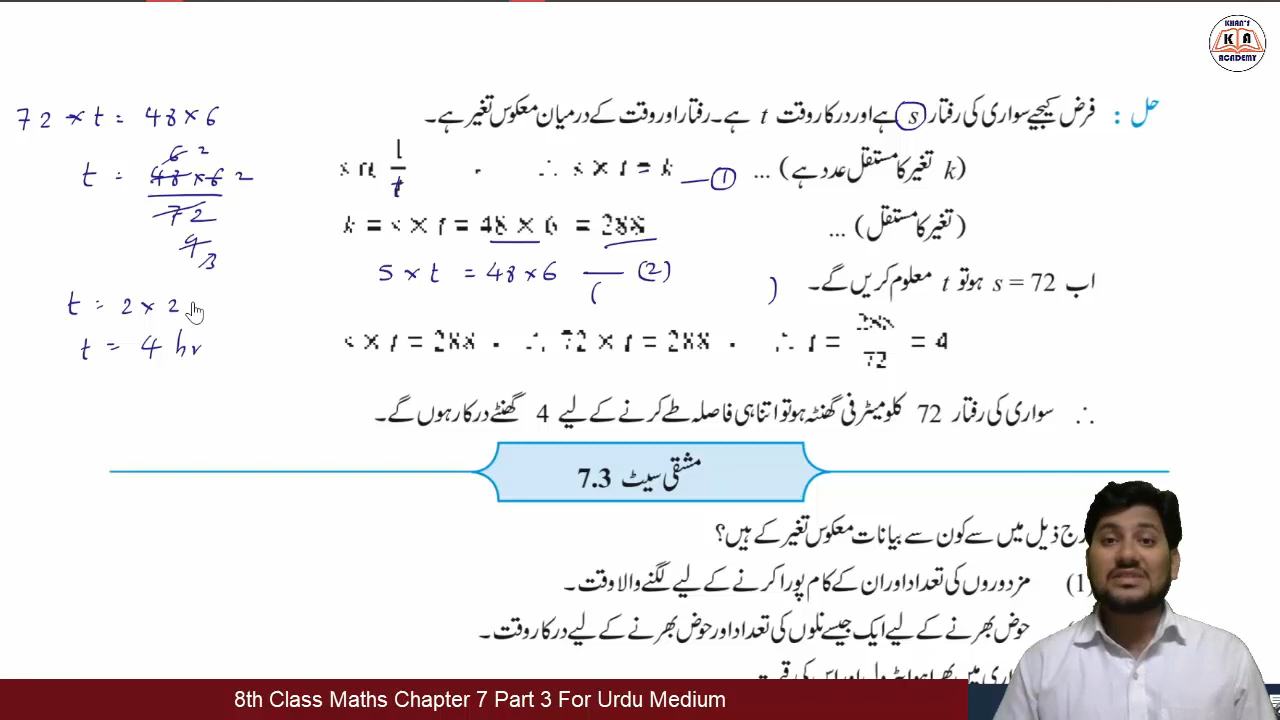 KHAN'S
K A
ACADEMY
حل : فرض کیجیے سواری کی رفتار s ہے اور درکار وقت t ہے۔ رفتار اور وقت کے درمیان معکوس تغیر ہے۔
s α 1/t . ∴ s × t = k —(1) ... (k تغیر کا مستقل عدد ہے)
k = s × t = 48 × 6 = 288 ... (تغیر کا مستقل)
s × t = 48 × 6 —— (2)
اب s = 72 ہو تو t معلوم کریں گے۔
( )
s × t = 288 . ∴ 72 × t = 288 . ∴ t = 288/72 = 4
∴ سواری کی رفتار 72 کلومیٹر فی گھنٹہ ہو تو اتنا ہی فاصلہ طے کرنے کے لیے 4 گھنٹے درکار ہوں گے۔
72 × t = 48 × 6
6 2
t = 48 × 6 2
72
9
3
t = 2 × 2
t = 4 hr
مشقی سیٹ 7.3
ذیل میں سے کون سے بیانات معکوس تغیر کے ہیں؟
(1) مزدوروں کی تعداد اور ان کے کام پورا کرنے کے لیے لگنے والا وقت۔
حوض بھرنے کے لیے ایک جیسے نلوں کی تعداد اور حوض بھرنے کے لیے درکار وقت۔
8th Class Maths Chapter 7 Part 3 For Urdu Medium